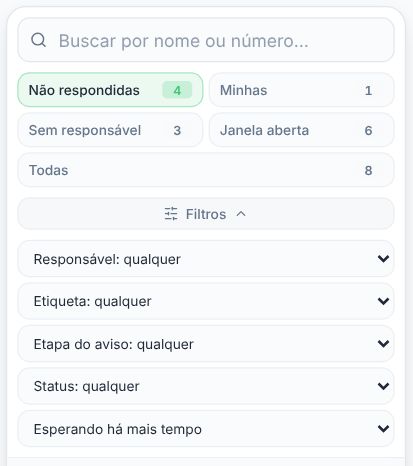 Buscar por nome ou número...
Não respondidas 4
Minhas 1
Sem responsável 3
Janela aberta 6
Todas 8
Filtros
Responsável: qualquer
Etiqueta: qualquer
Etapa do aviso: qualquer
Status: qualquer
Esperando há mais tempo